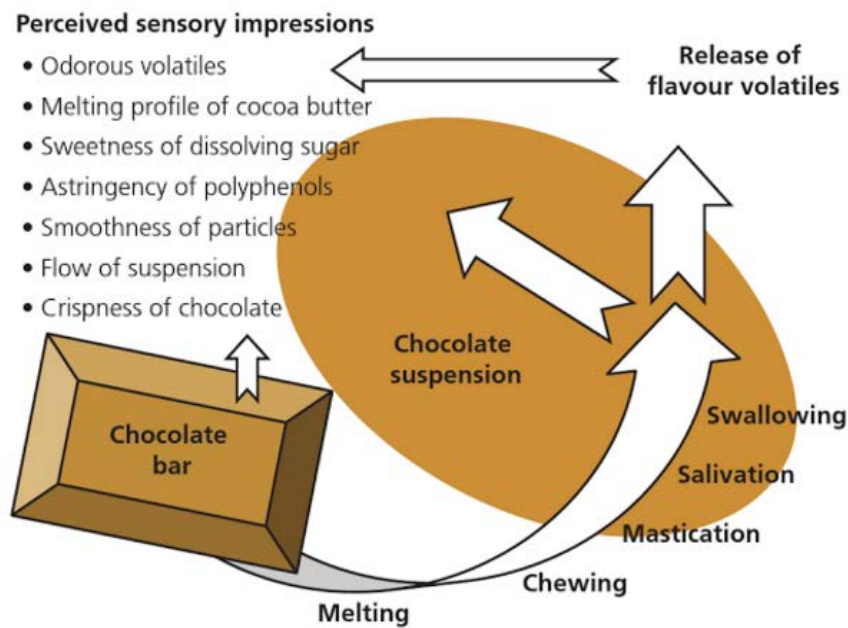 Perceived sensory impressions
• Odorous volatiles
• Melting profile of cocoa butter
• Sweetness of dissolving sugar
• Astringency of polyphenols
• Smoothness of particles
• Flow of suspension
• Crispness of chocolate
Release of
flavour volatiles
Chocolate
suspension
Chocolate
bar
Swallowing
Salivation
Mastication
Chewing
Melting